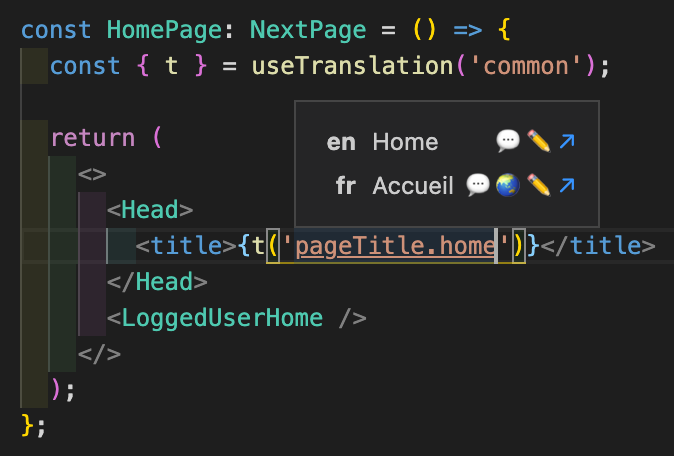 const HomePage: NextPage = () => {
const { t } = useTranslation('common');
return (
en Home 💬 ✏️ ↗
<>
fr Accueil 💬 🌏 ✏️ ↗
<Head>
<title>{t('pageTitle.home')}</title>
</Head>
<LoggedUserHome />
</>
);
};